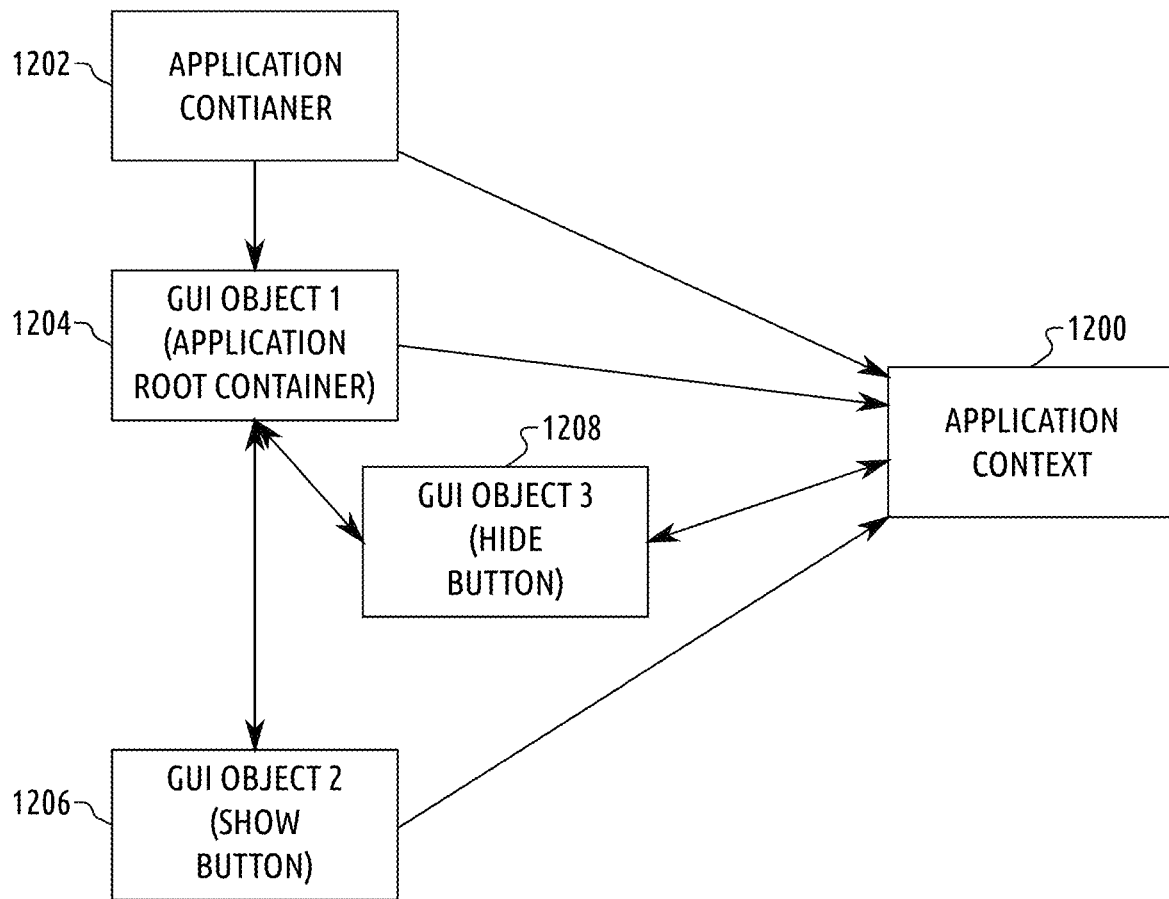 1202
APPLICATION
CONTIANER
1204
GUI OBJECT 1
(APPLICATION
ROOT CONTAINER)
1200
APPLICATION
CONTEXT
1208
GUI OBJECT 3
(HIDE
BUTTON)
1206
GUI OBJECT 2
(SHOW
BUTTON)